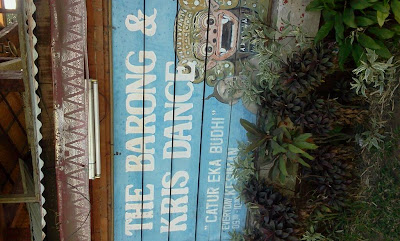 THE BARONG &
KRIS DANCE
"CATUR EKA BUDHI"